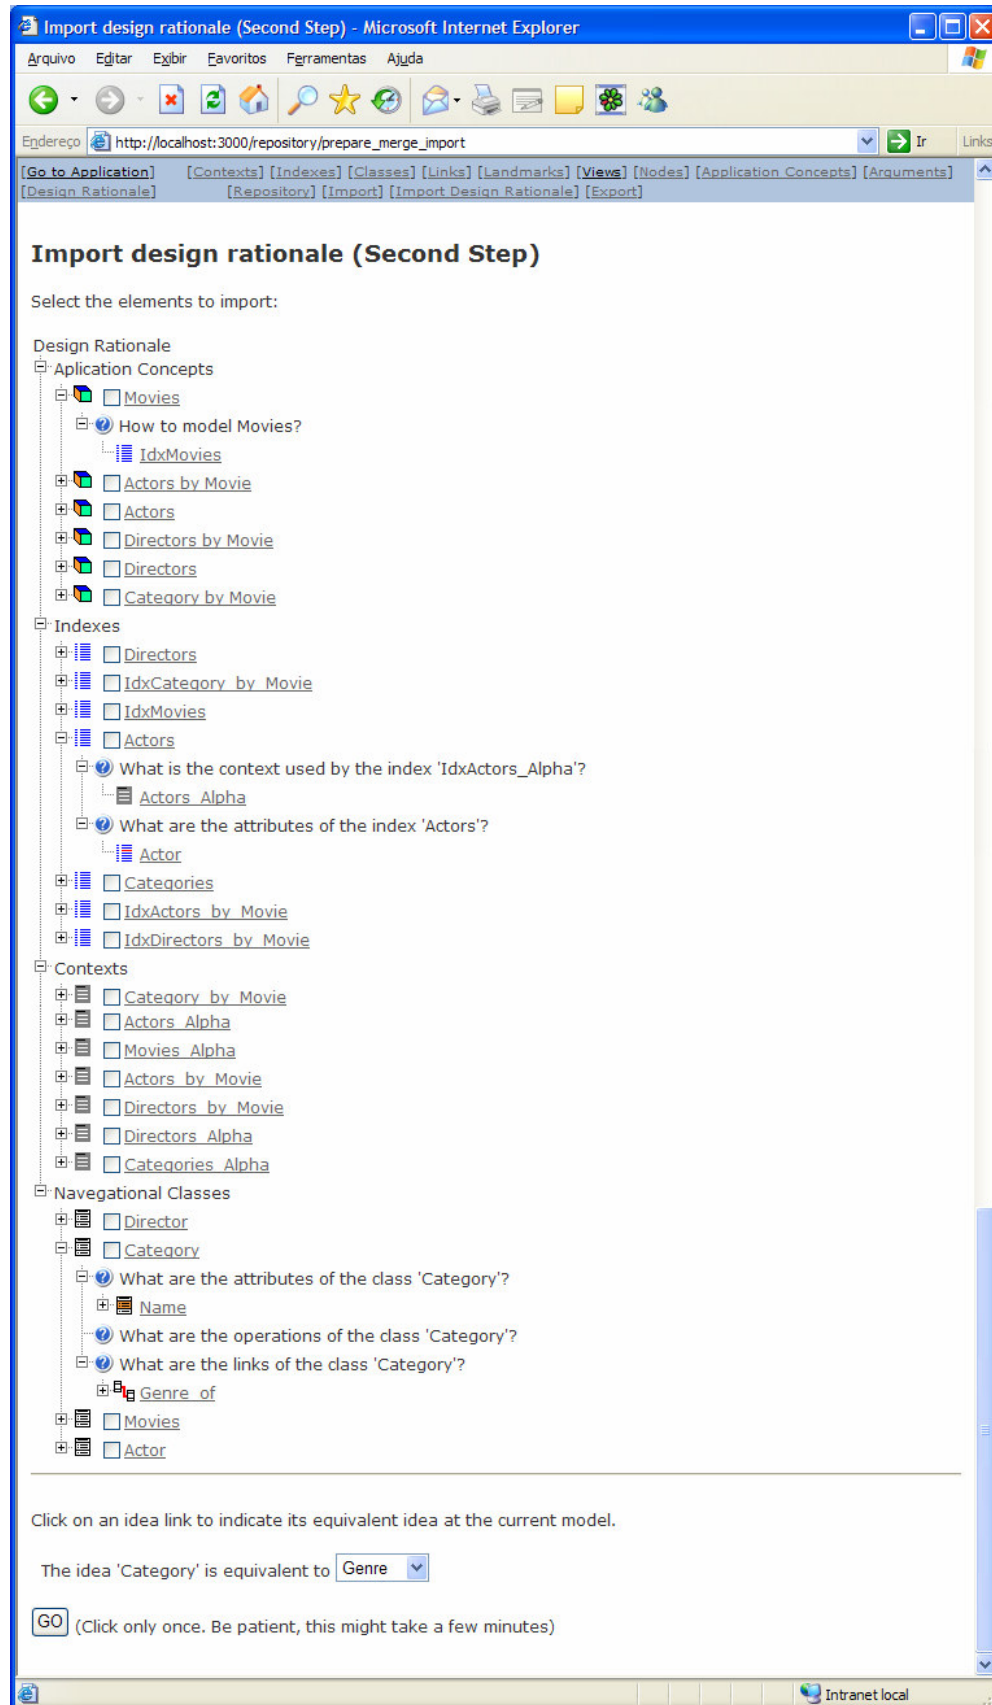 Import design rationale (Second Step) - Microsoft Internet Explorer
Arquivo Editar Exibir Favoritos Ferramentas Ajuda
Endereço http://localhost:3000/repository/prepare_merge_import Ir Links
[Go to Application] [Contexts] [Indexes] [Classes] [Links] [Landmarks] [Views] [Nodes] [Application Concepts] [Arguments]
[Design Rationale] [Repository] [Import] [Import Design Rationale] [Export]
Import design rationale (Second Step)
Select the elements to import:
Design Rationale
Aplication Concepts
Movies
How to model Movies?
IdxMovies
Actors by Movie
Actors
Directors by Movie
Directors
Category by Movie
Indexes
Directors
IdxCategory_by_Movie
IdxMovies
Actors
What is the context used by the index 'IdxActors_Alpha'?
Actors_Alpha
What are the attributes of the index 'Actors'?
Actor
Categories
IdxActors_by_Movie
IdxDirectors_by_Movie
Contexts
Category_by_Movie
Actors_Alpha
Movies_Alpha
Actors_by_Movie
Directors_by_Movie
Directors_Alpha
Categories_Alpha
Navegational Classes
Director
Category
What are the attributes of the class 'Category'?
Name
What are the operations of the class 'Category'?
What are the links of the class 'Category'?
Genre_of
Movies
Actor
Click on an idea link to indicate its equivalent idea at the current model.
The idea 'Category' is equivalent to Genre
GO (Click only once. Be patient, this might take a few minutes)
Intranet local